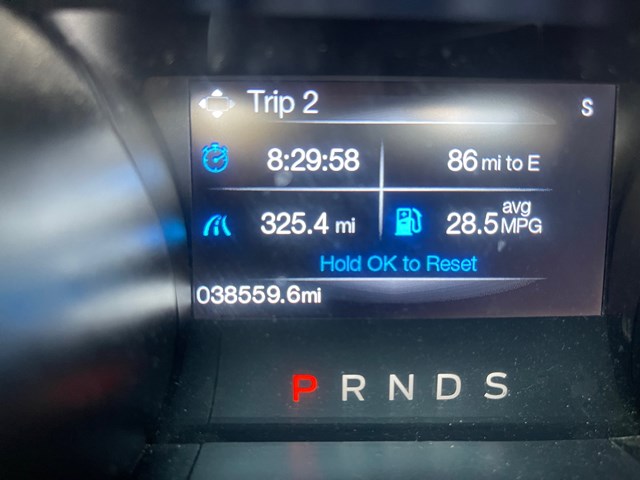 Trip 2 S
8:29:58 86 mi to E
325.4 mi 28.5 avg MPG
Hold OK to Reset
038559.6mi
P R N D S